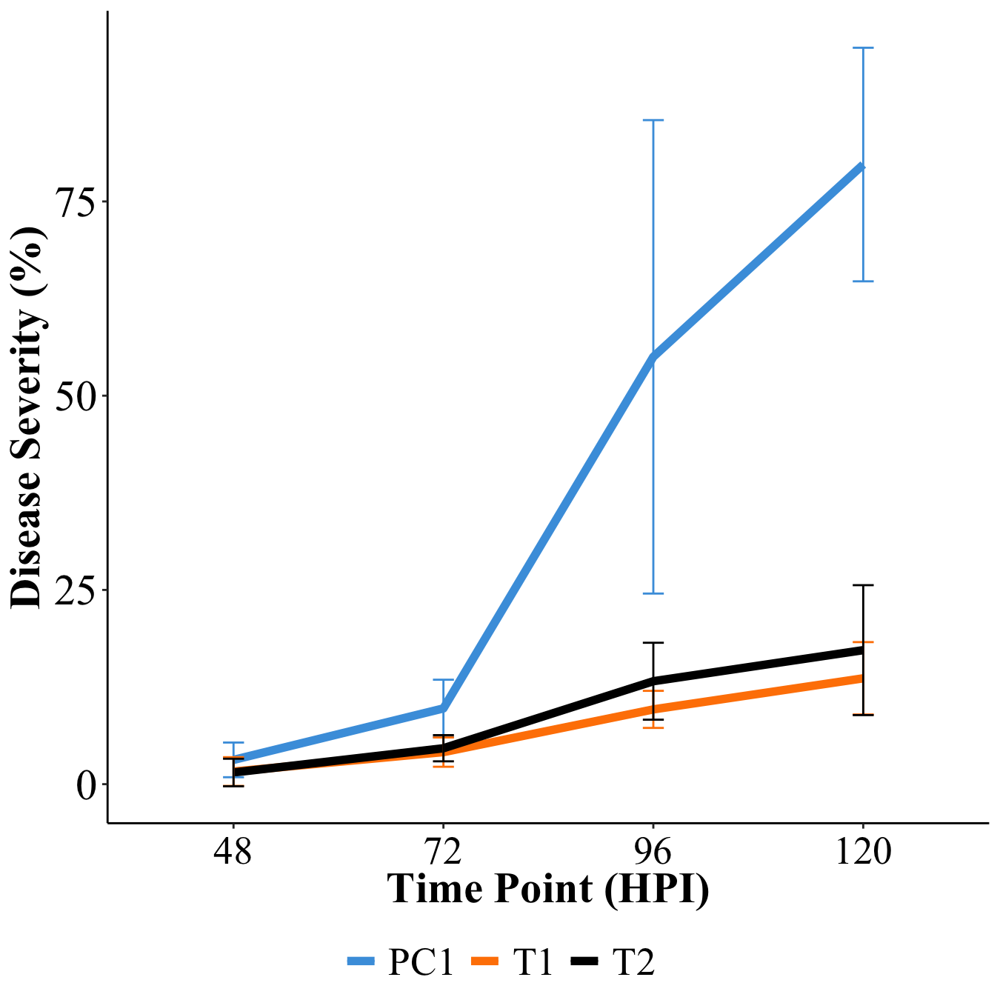 Disease Severity (%)
75
50
25
0
48 72 96 120
Time Point (HPI)
PC1 T1 T2